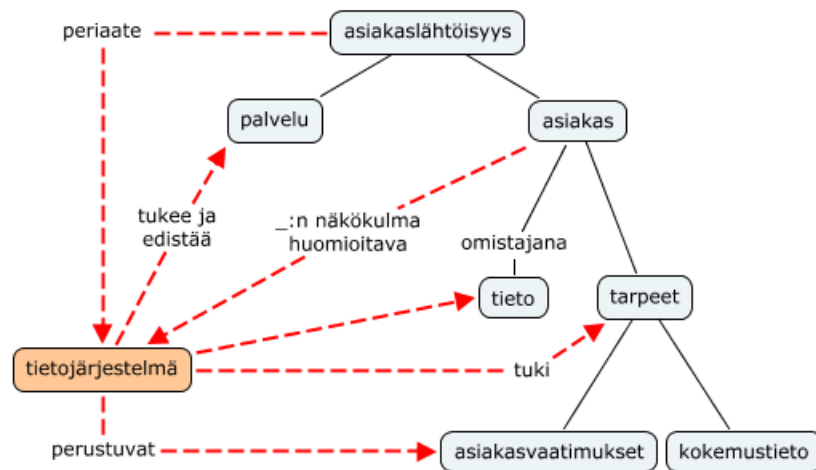 periaate
asiakaslähtöisyys
palvelu
asiakas
tukee ja
edistää
_:n näkökulma
huomioitava
omistajana
tieto
tarpeet
tietojärjestelmä
tuki
perustuvat
asiakasvaatimukset
kokemustieto